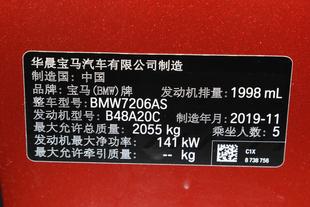 华晨宝马汽车有限公司制造
制造国: 中国
品牌: 宝马(BMW)牌 发动机排量: 1998 mL
整车型号: BMW7206AS
发动机型号: B48A20C 制造年月: 2019-11
最大允许总质量: 2055 kg 乘坐人数: 5
发动机最大净功率: 141 kW
最大允许牵引质量: -- kg
C1X
8 738 756